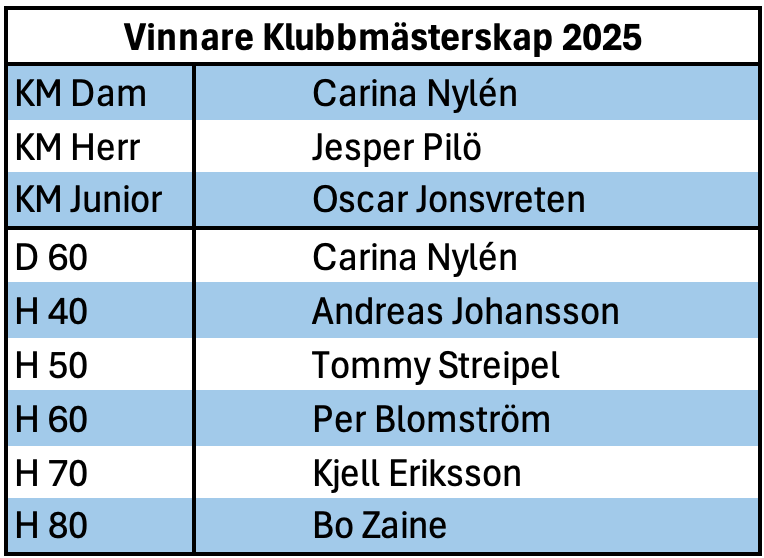 Vinnare Klubbmästerskap 2025
KM Dam Carina Nylén
KM Herr Jesper Pilö
KM Junior Oscar Jonsvreten
D 60 Carina Nylén
H 40 Andreas Johansson
H 50 Tommy Streipel
H 60 Per Blomström
H 70 Kjell Eriksson
H 80 Bo Zaine